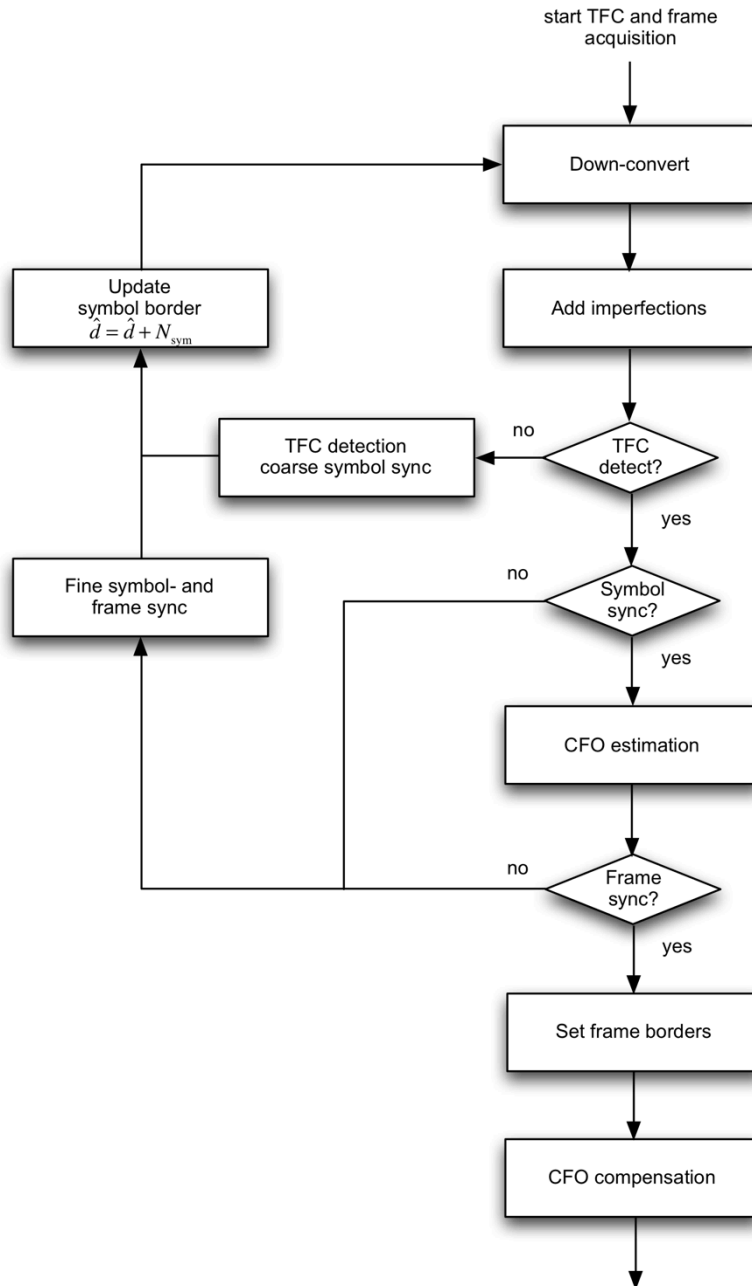 start TFC and frame
acquisition
Down-convert
Update
symbol border
d̂ = d̂ + N_sym
Add imperfections
no
TFC detection
coarse symbol sync
TFC
detect?
yes
Fine symbol- and
frame sync
no
Symbol
sync?
yes
CFO estimation
no
Frame
sync?
yes
Set frame borders
CFO compensation